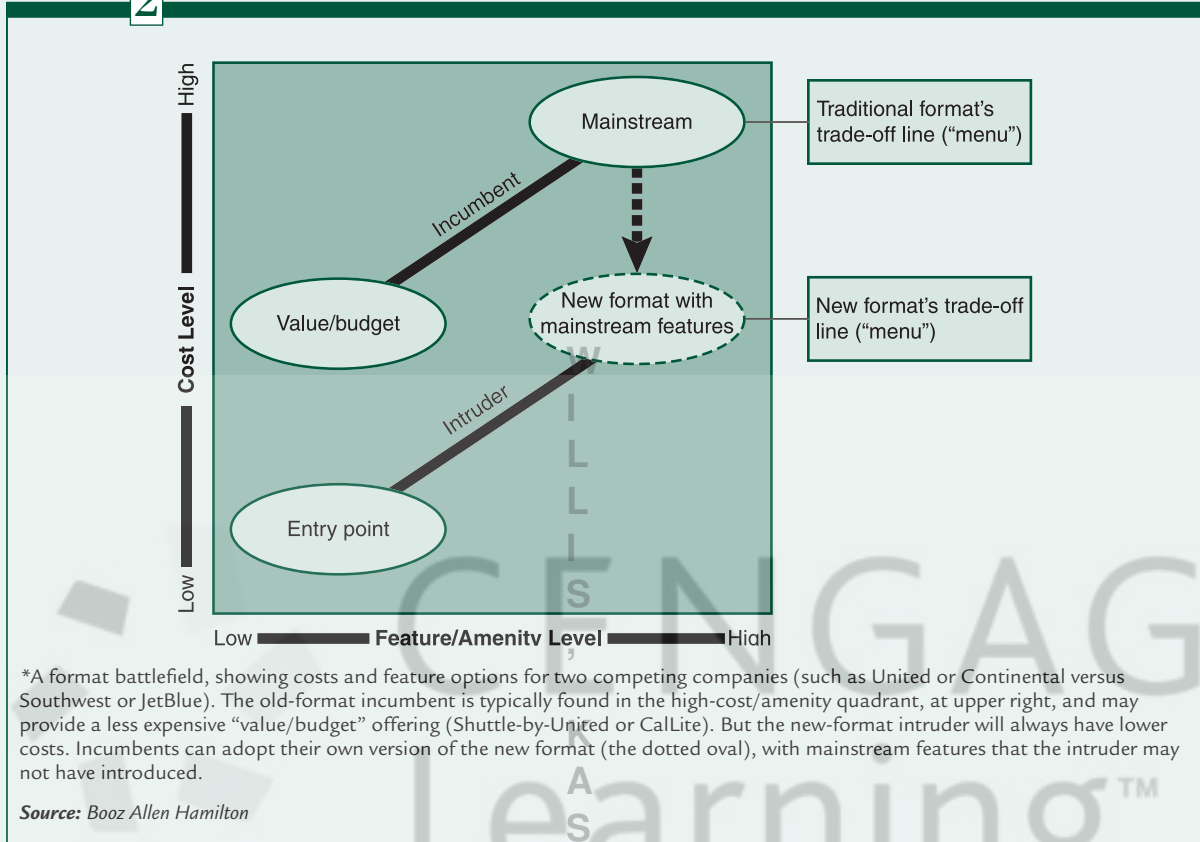 2
High
Mainstream
Traditional format's
trade-off line (“menu”)
Incumbent
Value/budget
New format with
mainstream features
New format's trade-off
line (“menu”)
Cost Level
Intruder
Entry point
Low
Low
Feature/Amenity Level
High
*A format battlefield, showing costs and feature options for two competing companies (such as United or Continental versus
Southwest or JetBlue). The old-format incumbent is typically found in the high-cost/amenity quadrant, at upper right, and may
provide a less expensive “value/budget” offering (Shuttle-by-United or CalLite). But the new-format intruder will always have lower
costs. Incumbents can adopt their own version of the new format (the dotted oval), with mainstream features that the intruder may
not have introduced.
Source: Booz Allen Hamilton
WILLIS, KAS
CENGAG
Learning™